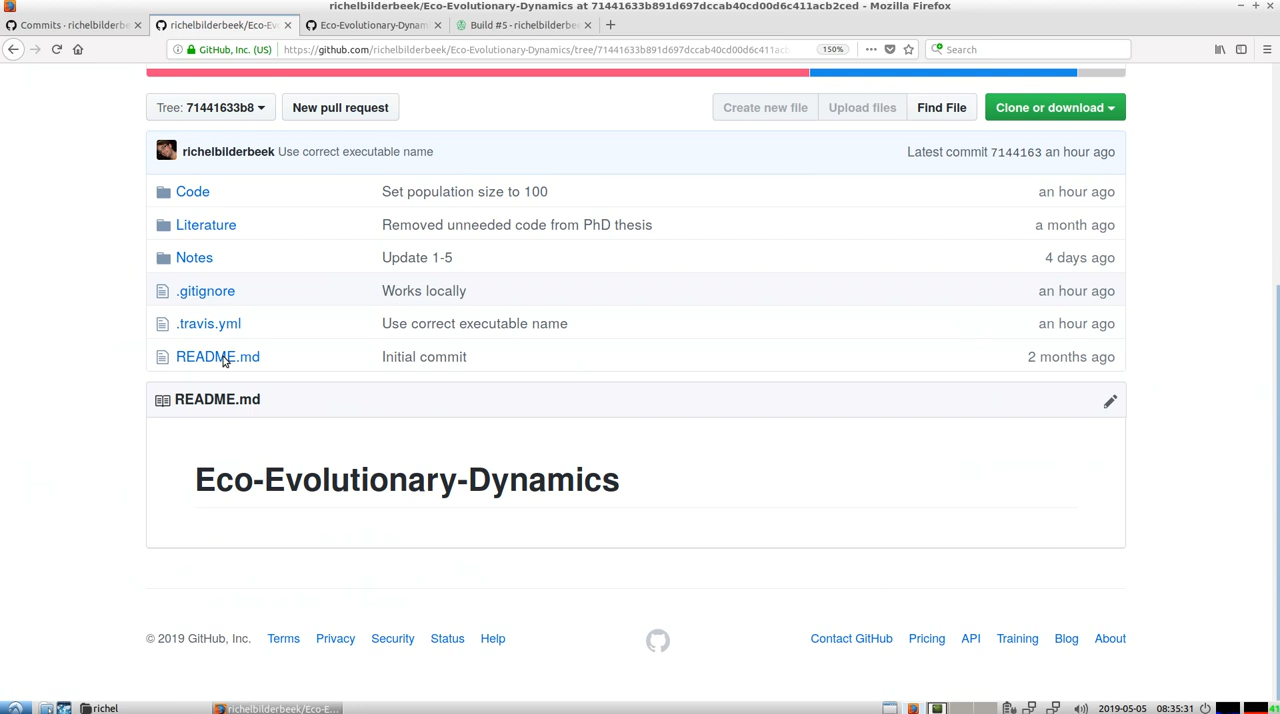 richelbilderbeek/Eco-Evolutionary-Dynamics at 71441633b891d697dccab40cd00d6c411acb2ced - Mozilla Firefox
Commits - richelbilderbe
richelbilderbeek/Eco-Ev
Eco-Evolutionary-Dynam
Build #5 - richelbilderbe
GitHub, Inc. (US)
https://github.com/richelbilderbeek/Eco-Evolutionary-Dynamics/tree/71441633b891d697dccab40cd00d6c411acb
150%
Search
Tree: 71441633b8
New pull request
Create new file
Upload files
Find File
Clone or download
richelbilderbeek Use correct executable name
Latest commit 7144163 an hour ago
Code Set population size to 100 an hour ago
Literature Removed unneeded code from PhD thesis a month ago
Notes Update 1-5 4 days ago
.gitignore Works locally an hour ago
.travis.yml Use correct executable name an hour ago
README.md Initial commit 2 months ago
README.md
Eco-Evolutionary-Dynamics
© 2019 GitHub, Inc. Terms Privacy Security Status Help
Contact GitHub Pricing API Training Blog About
richel
richelbilderbeek/Eco-E...
2019-05-05 08:35:31